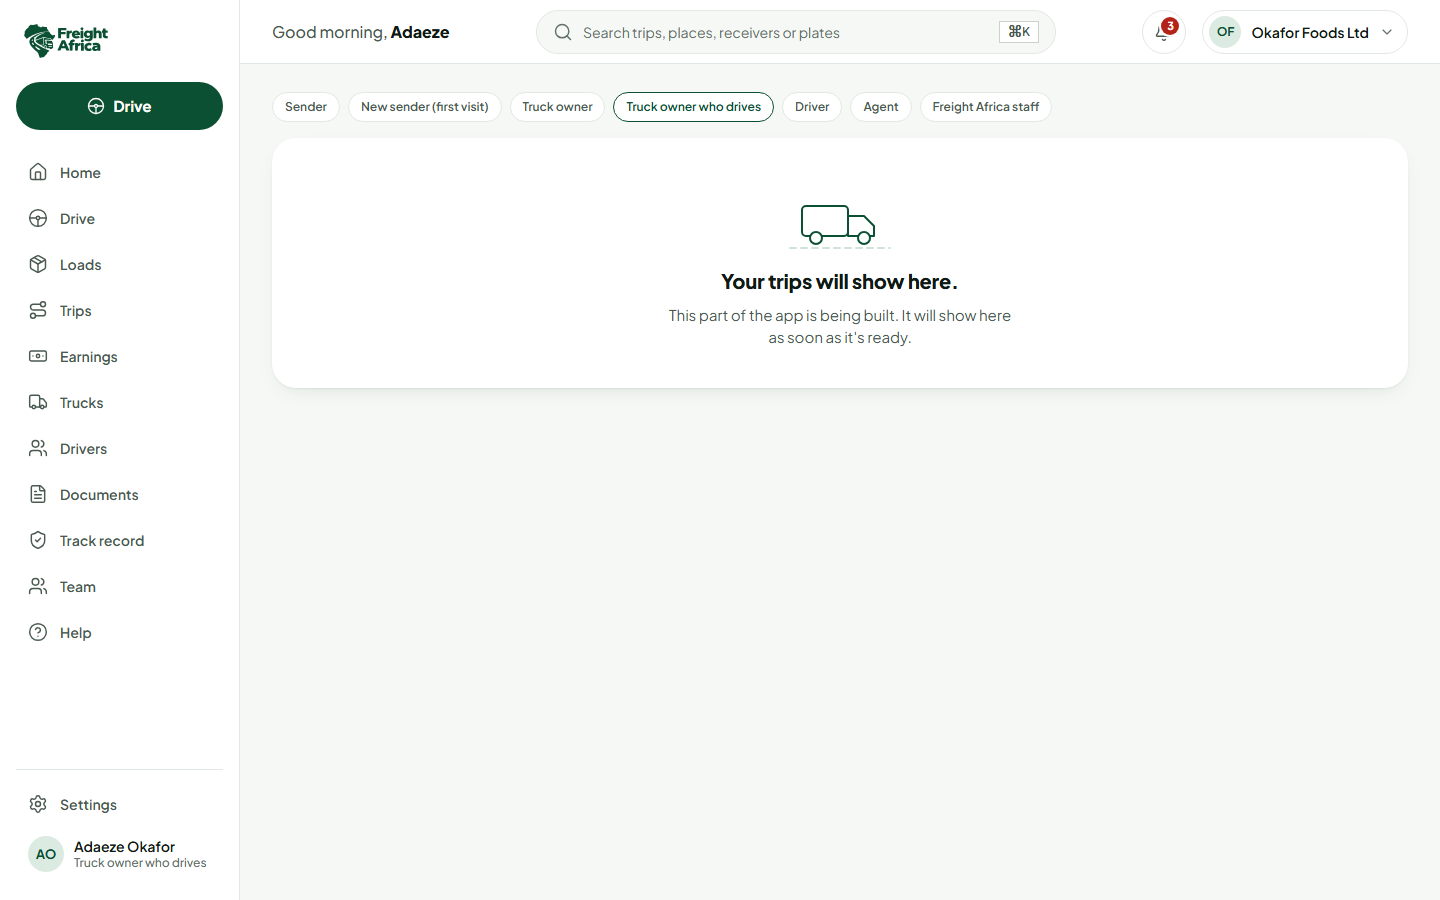 Freight
Africa
Good morning, Adaeze
Search trips, places, receivers or plates
⌘K
3
OF
Okafor Foods Ltd
Drive
Sender
New sender (first visit)
Truck owner
Truck owner who drives
Driver
Agent
Freight Africa staff
Home
Drive
Loads
Trips
Earnings
Trucks
Drivers
Documents
Track record
Team
Help
Your trips will show here.
This part of the app is being built. It will show here
as soon as it's ready.
Settings
AO
Adaeze Okafor
Truck owner who drives